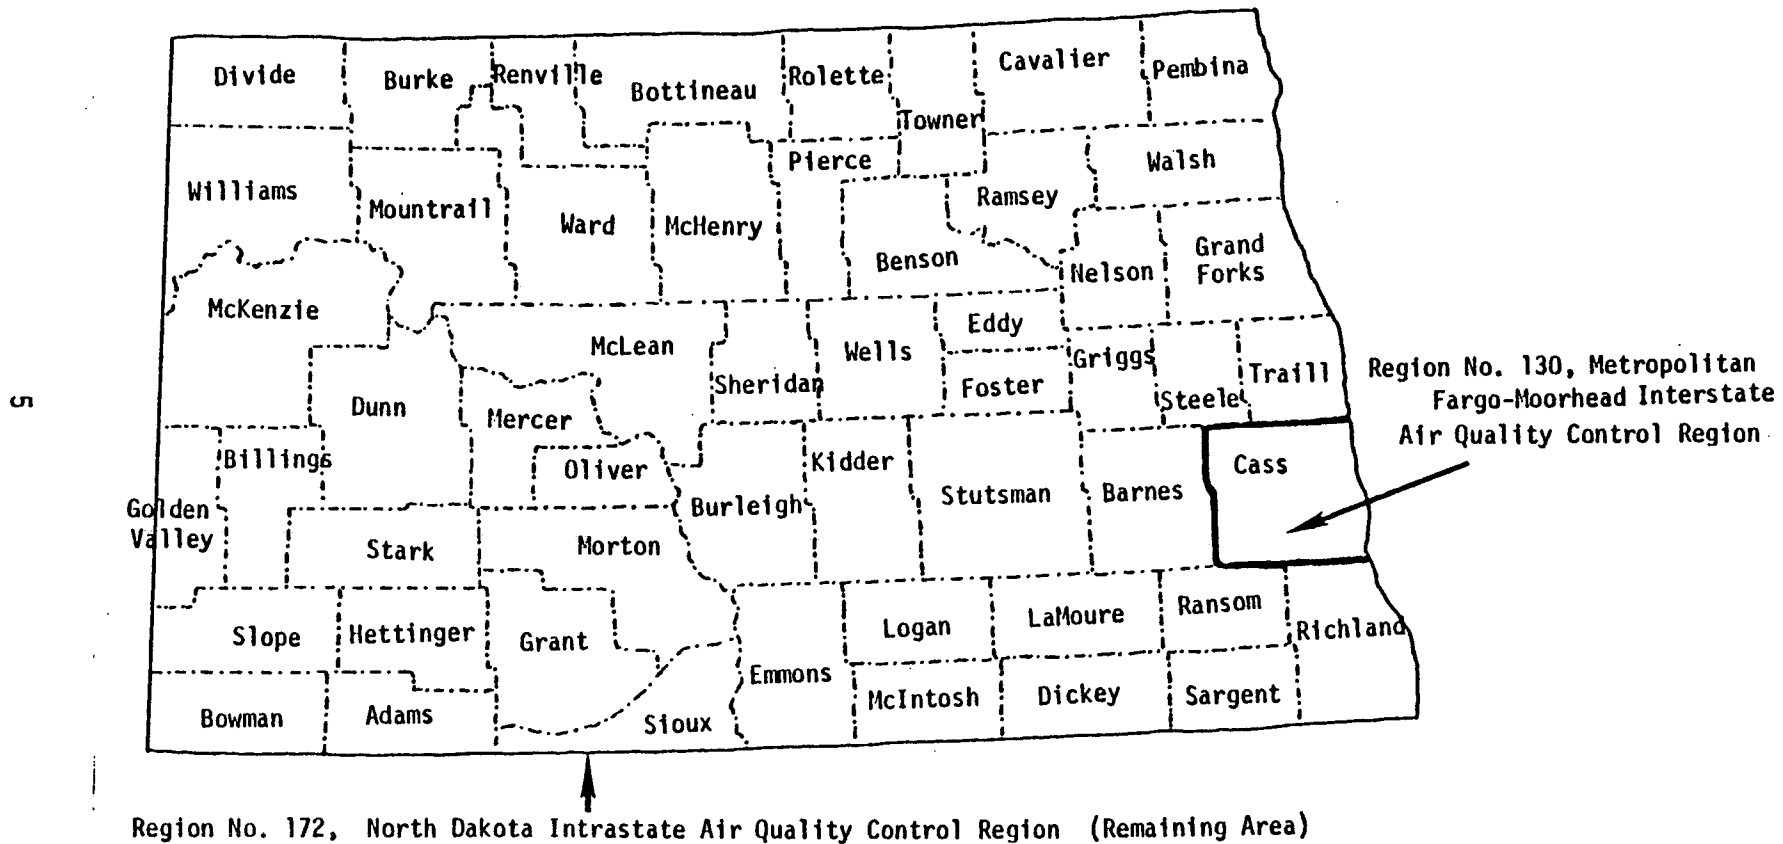 Divide
Burke
Renville
Bottineau
Rolette
Towner
Cavalier
Pembina
Williams
Mountrail
Ward
McHenry
Pierce
Benson
Ramsey
Walsh
Nelson
Grand
Forks
McKenzie
McLean
Sheridan
Wells
Eddy
Foster
Griggs
Steele
Traill
Region No. 130, Metropolitan
Fargo-Moorhead Interstate
Air Quality Control Region
5
Dunn
Mercer
Oliver
Billings
Golden
Valley
Stark
Morton
Burleigh
Kidder
Stutsman
Barnes
Cass
Slope
Hettinger
Grant
Emmons
Logan
LaMoure
Ransom
Richland
Bowman
Adams
Sioux
McIntosh
Dickey
Sargent
Region No. 172, North Dakota Intrastate Air Quality Control Region (Remaining Area)